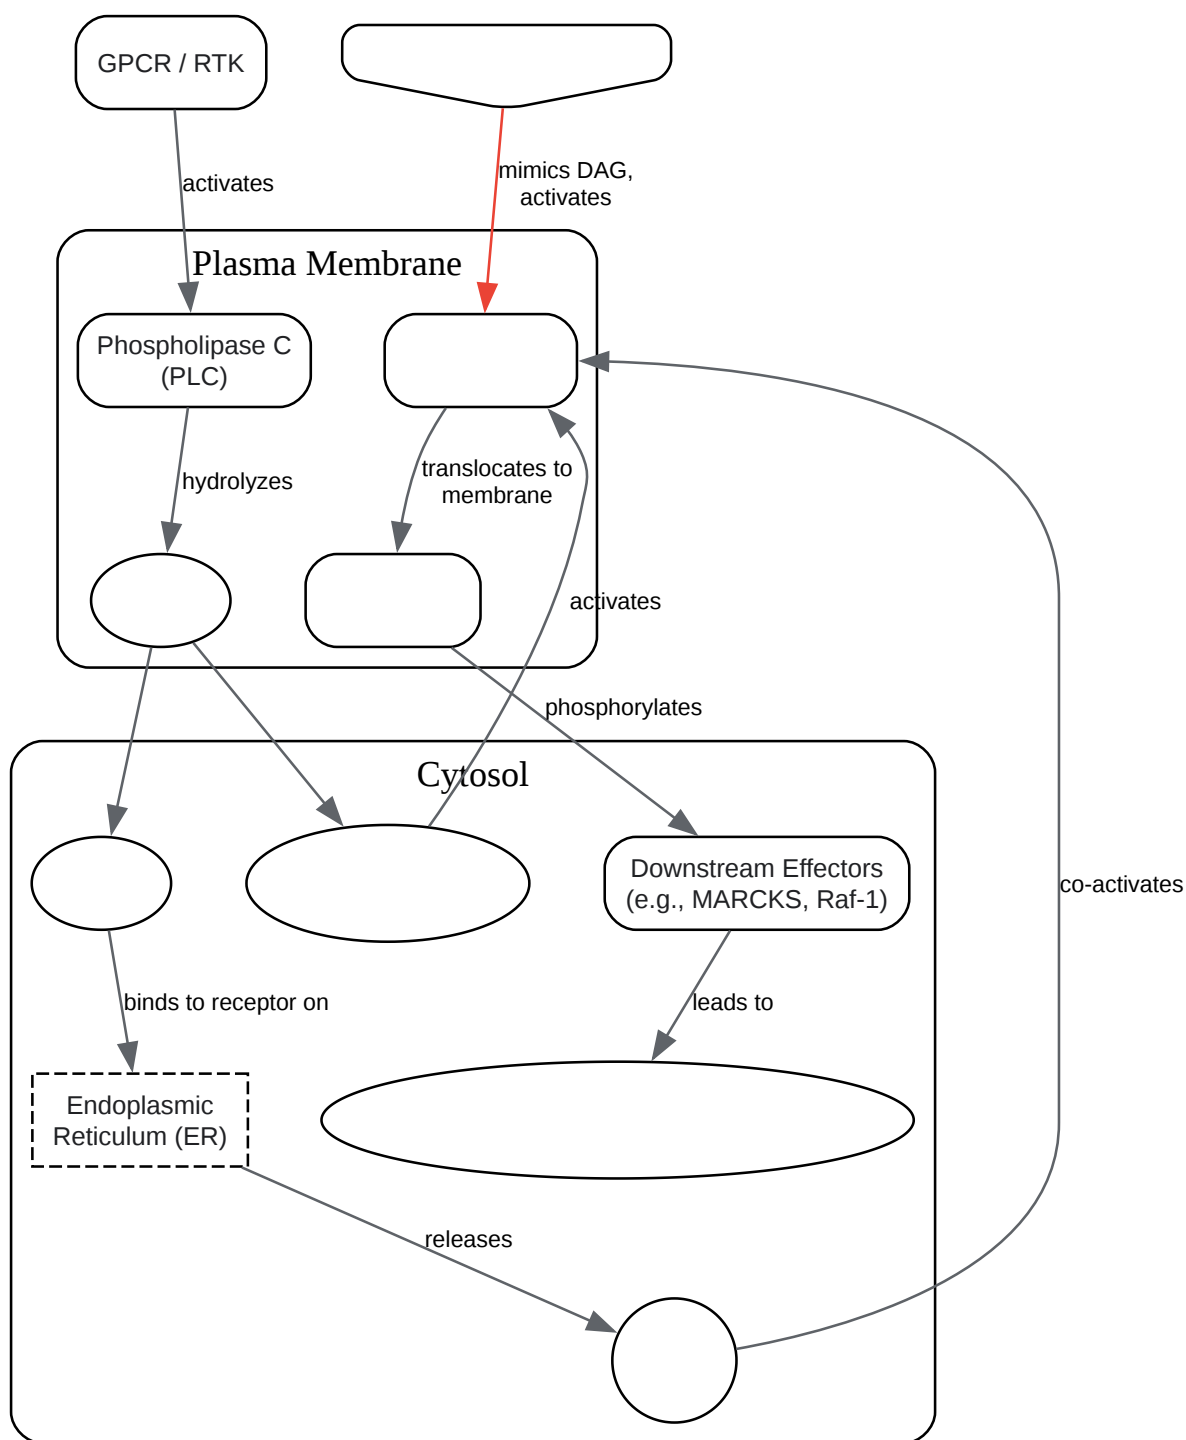 GPCR / RTK
activates
mimics DAG,
activates
Plasma Membrane
Phospholipase C
(PLC)
hydrolyzes
translocates to
membrane
activates
phosphorylates
Cytosol
Downstream Effectors
(e.g., MARCKS, Raf-1)
co-activates
binds to receptor on
leads to
Endoplasmic
Reticulum (ER)
releases